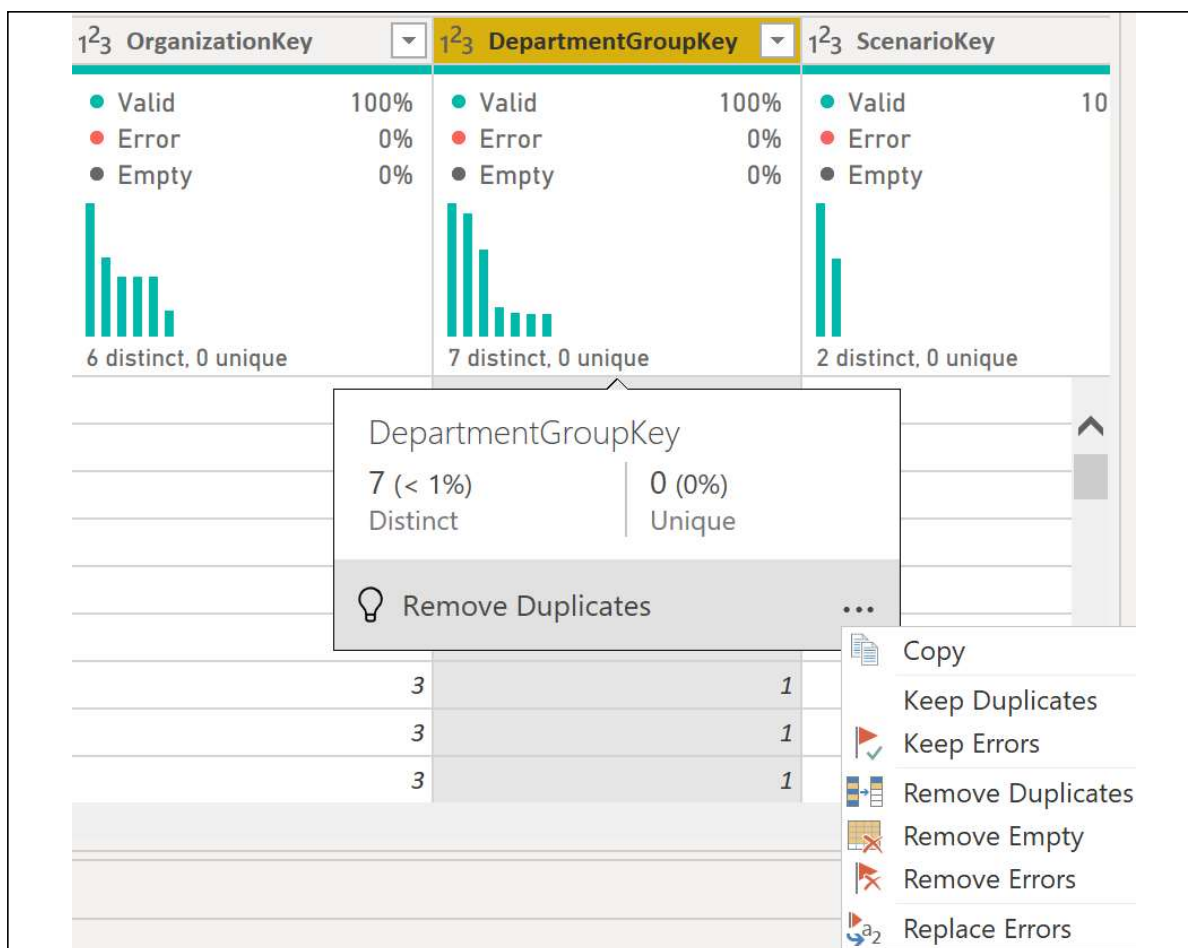 1²3 OrganizationKey 1²3 DepartmentGroupKey 1²3 ScenarioKey
Valid 100% Valid 100% Valid 10
Error 0% Error 0% Error
Empty 0% Empty 0% Empty
6 distinct, 0 unique 7 distinct, 0 unique 2 distinct, 0 unique
DepartmentGroupKey
7 (< 1%) 0 (0%)
Distinct Unique
Remove Duplicates ...
Copy
3 1
Keep Duplicates
3 1
Keep Errors
3 1
Remove Duplicates
Remove Empty
Remove Errors
Replace Errors